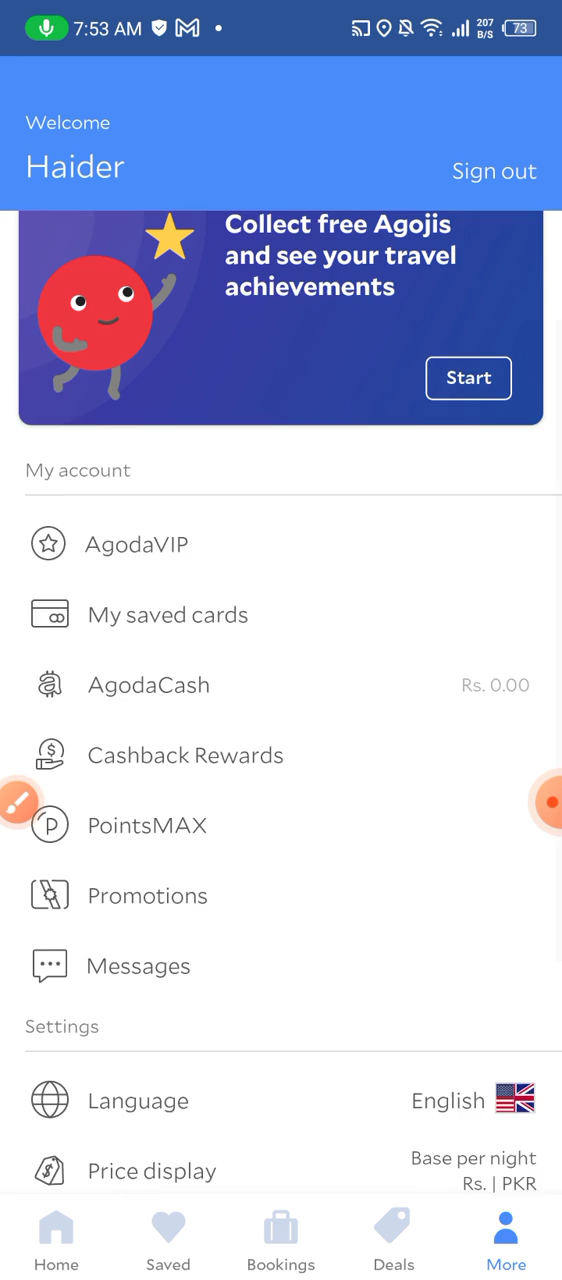 7:53 AM
207
B/S
73
Welcome
Haider
Sign out
Collect free Agojis
and see your travel
achievements
Start
My account
AgodaVIP
My saved cards
AgodaCash Rs. 0.00
Cashback Rewards
PointsMAX
Promotions
Messages
Settings
Language English
Price display Base per night
Rs. | PKR
Home Saved Bookings Deals More